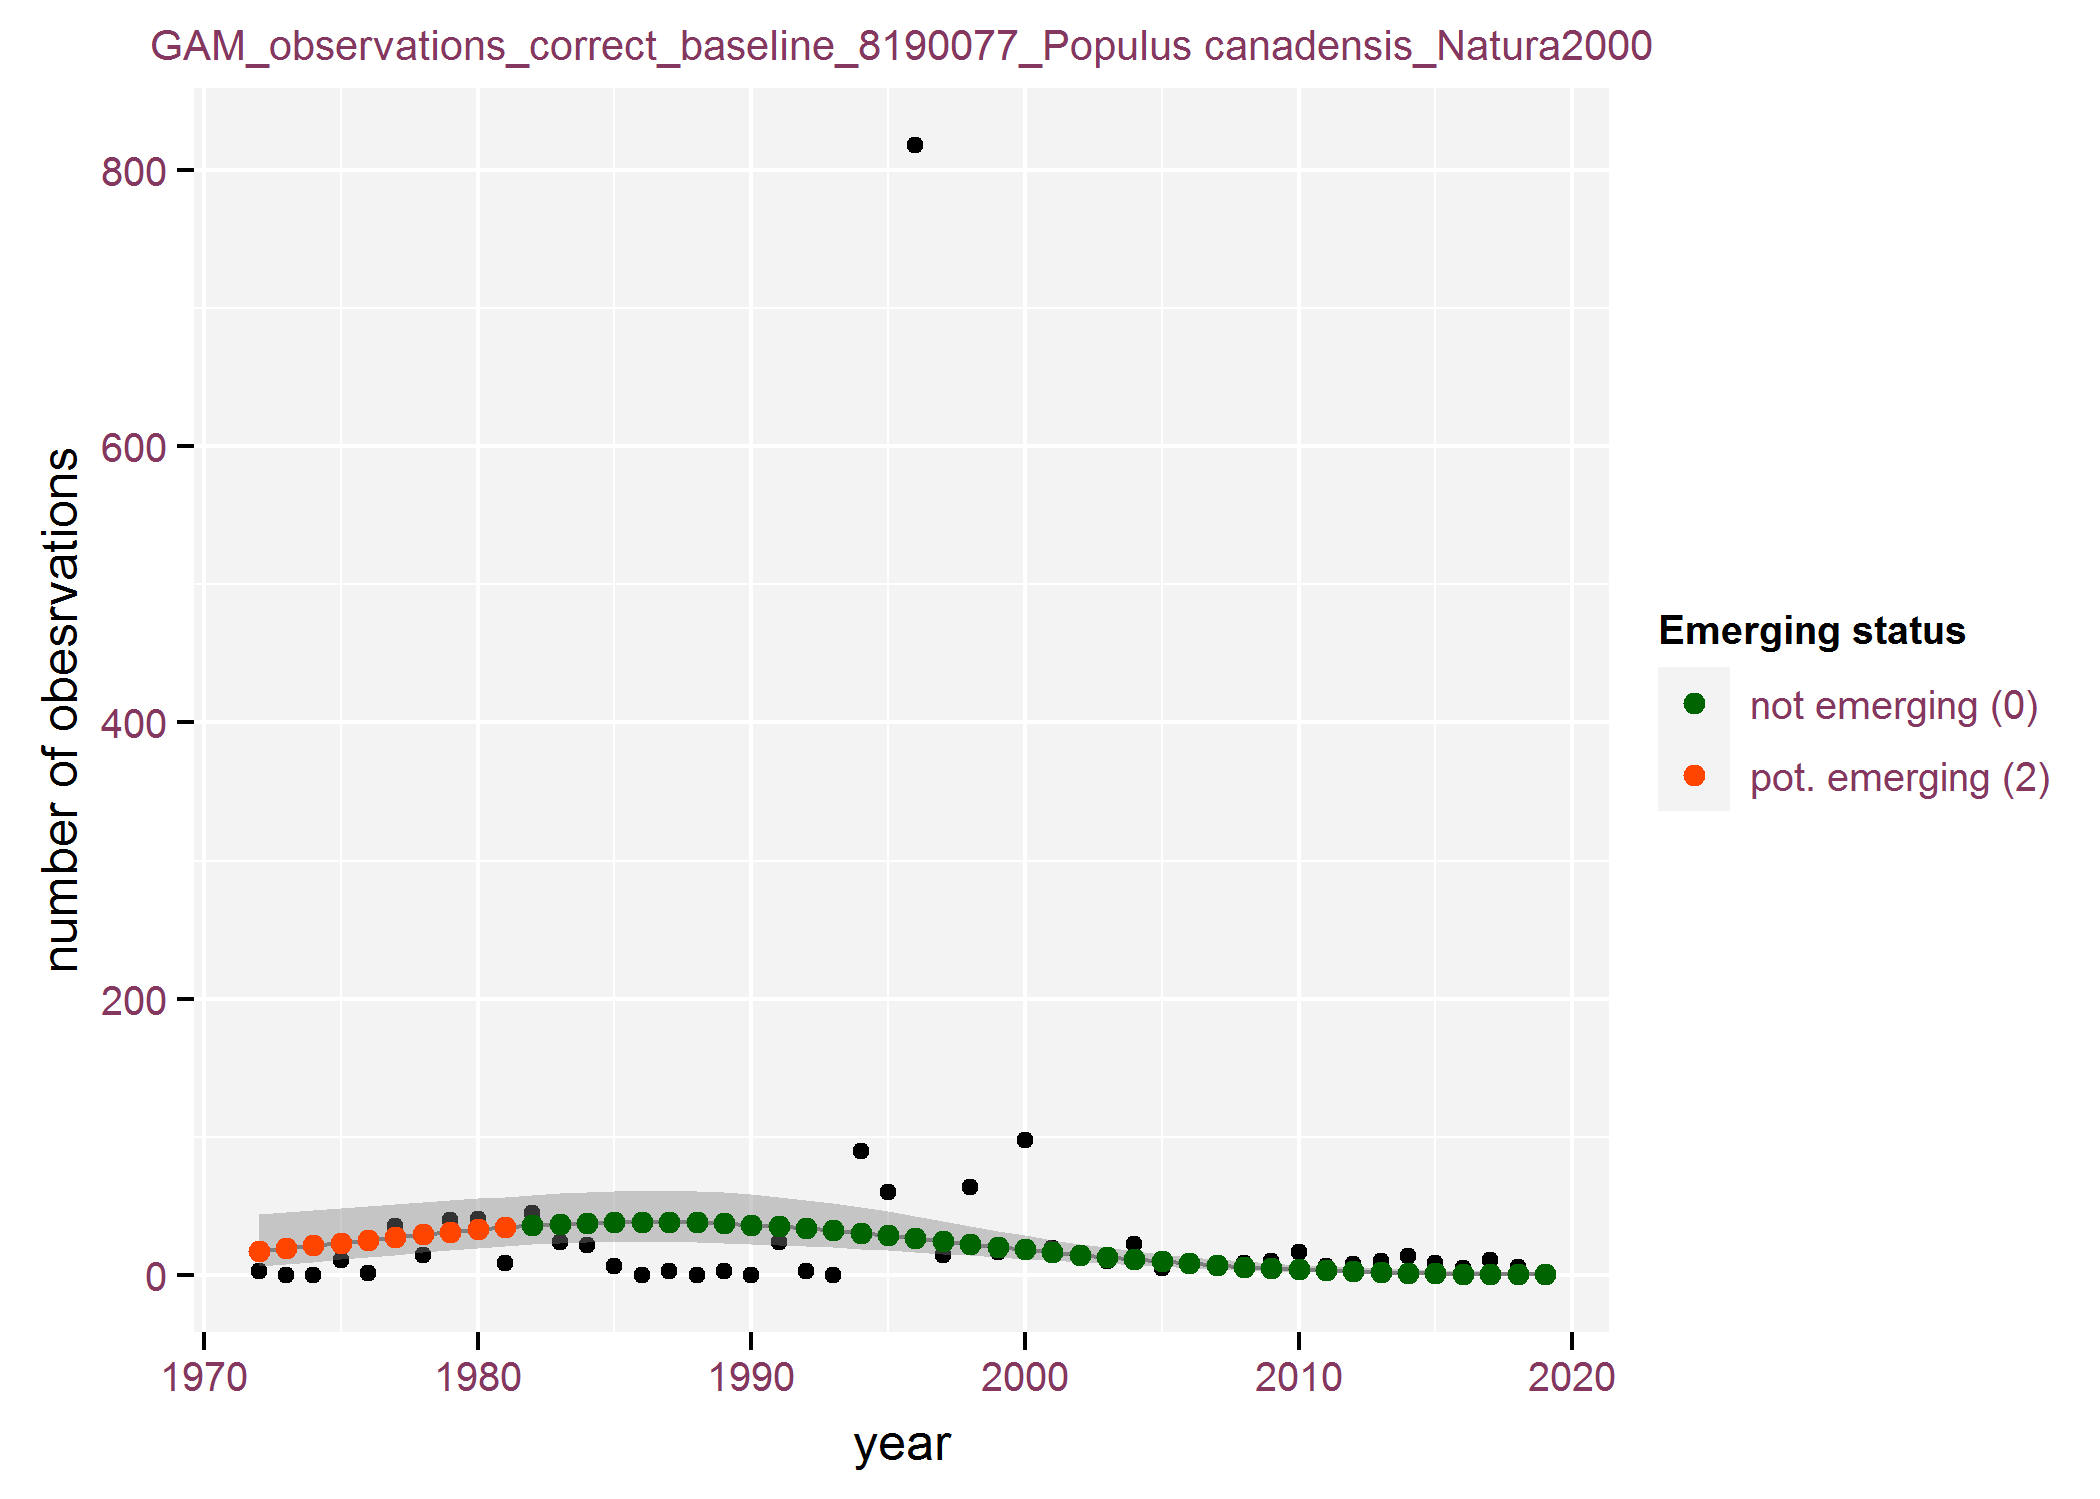 GAM_observations_correct_baseline_8190077_Populus canadensis_Natura2000
800
600
400
200
0
number of obesrvations
1970 1980 1990 2000 2010 2020
year
Emerging status
not emerging (0)
pot. emerging (2)